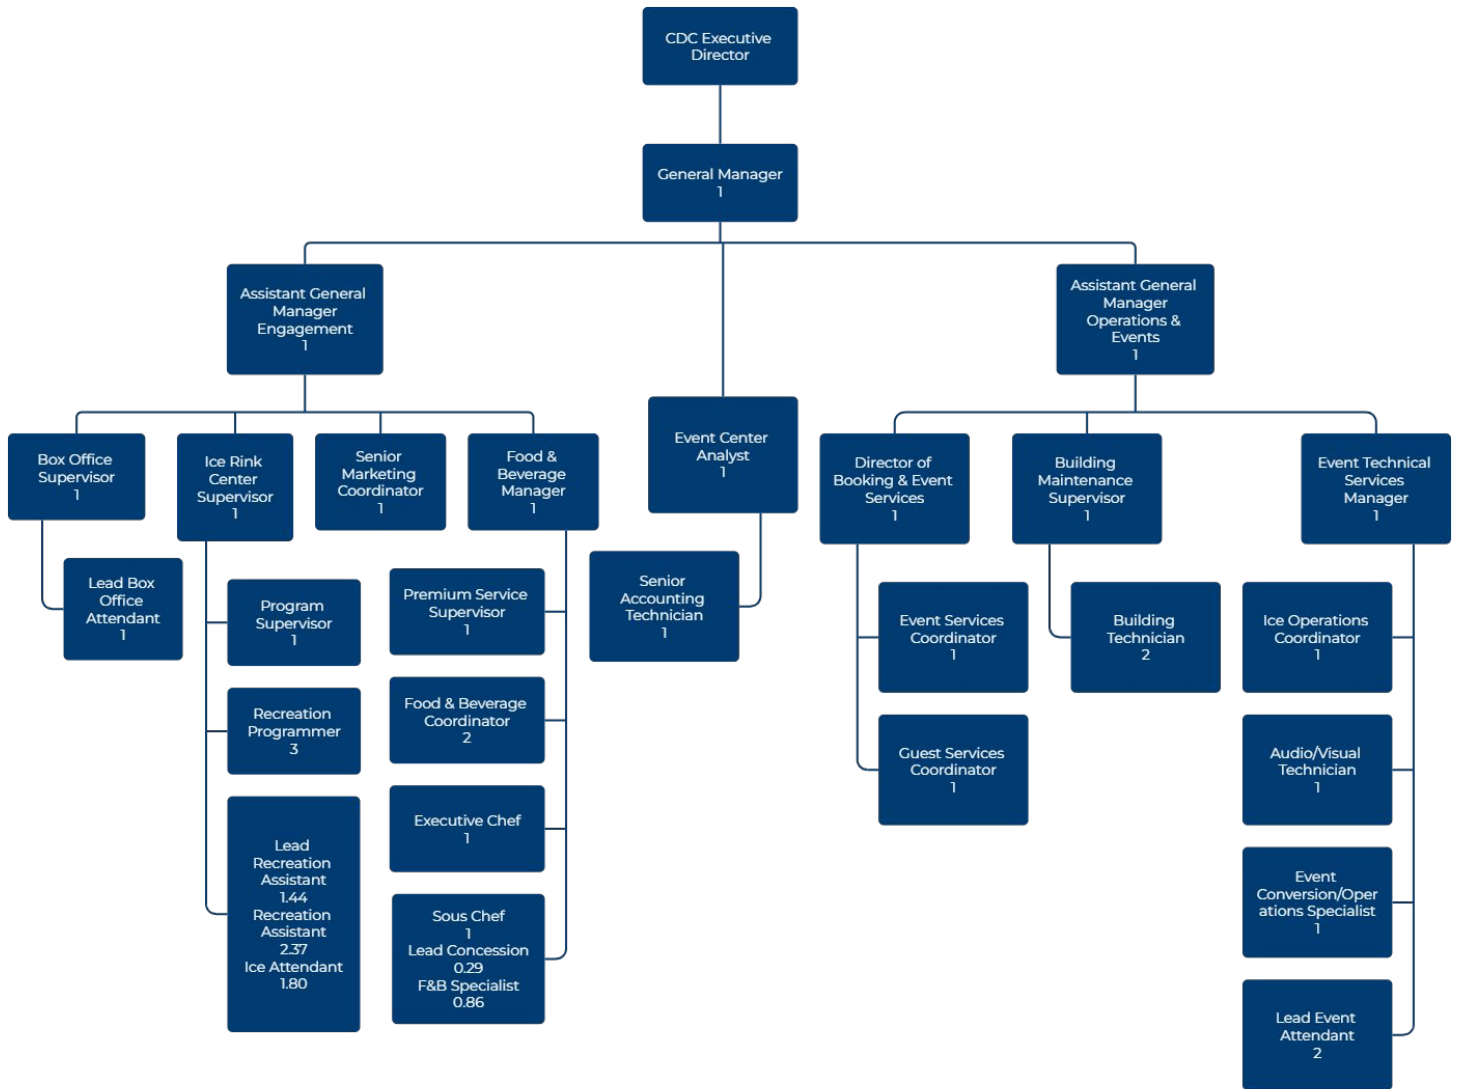 CDC Executive
Director
General Manager
1
Assistant General
Manager
Engagement
1
Assistant General
Manager
Operations &
Events
1
Box Office
Supervisor
1
Ice Rink
Center
Supervisor
1
Senior
Marketing
Coordinator
1
Food &
Beverage
Manager
1
Event Center
Analyst
1
Director of
Booking & Event
Services
1
Building
Maintenance
Supervisor
1
Event Technical
Services
Manager
1
Lead Box
Office
Attendant
1
Program
Supervisor
1
Recreation
Programmer
3
Lead
Recreation
Assistant
1.44
Recreation
Assistant
2.37
Ice Attendant
1.80
Premium Service
Supervisor
1
Food & Beverage
Coordinator
2
Executive Chef
1
Sous Chef
1
Lead Concession
0.29
F&B Specialist
0.86
Senior
Accounting
Technician
1
Event Services
Coordinator
1
Guest Services
Coordinator
1
Building
Technician
2
Ice Operations
Coordinator
1
Audio/Visual
Technician
1
Event
Conversion/Oper
ations Specialist
1
Lead Event
Attendant
2